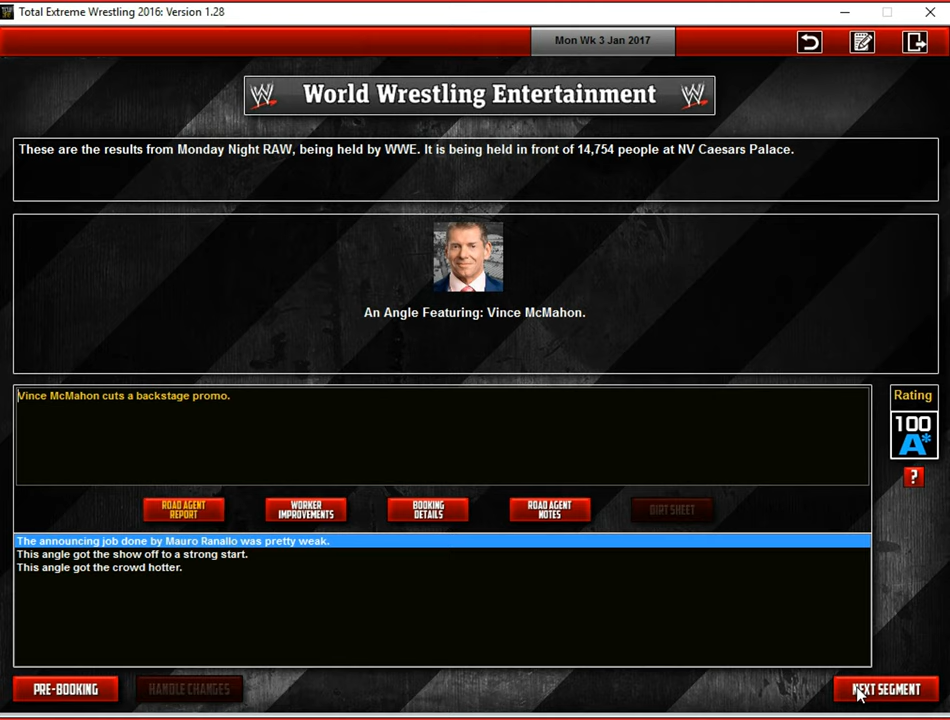 Total Extreme Wrestling 2016: Version 1.28
Mon Wk 3 Jan 2017
World Wrestling Entertainment
These are the results from Monday Night RAW, being held by WWE. It is being held in front of 14,754 people at NV Caesars Palace.
An Angle Featuring: Vince McMahon.
Vince McMahon cuts a backstage promo.
Rating
100
A*
?
ROAD AGENT
REPORT
WORKER
IMPROVEMENTS
BOOKING
DETAILS
ROAD AGENT
NOTES
DIRT SHEET
The announcing job done by Mauro Ranallo was pretty weak.
This angle got the show off to a strong start.
This angle got the crowd hotter.
PRE-BOOKING
HANDLE CHANGES
NEXT SEGMENT